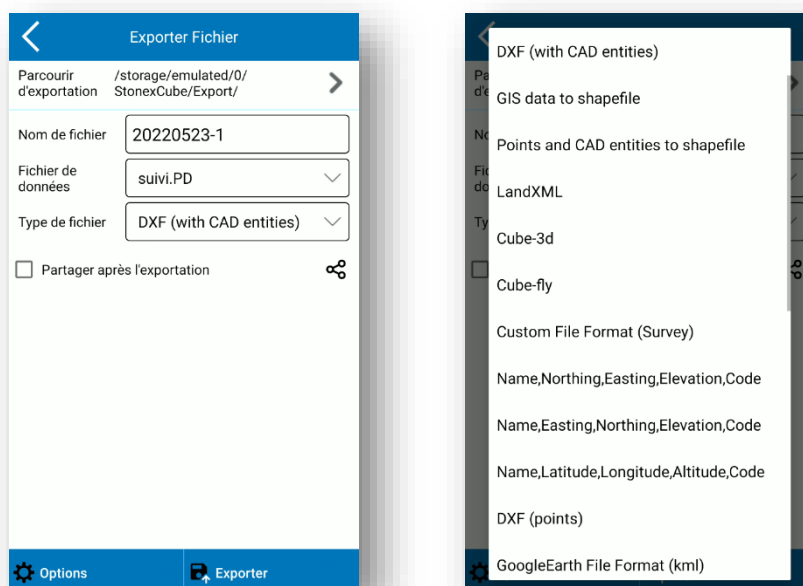 Exporter Fichier
Parcourir d'exportation
/storage/emulated/0/
StonexCube/Export/
Nom de fichier
20220523-1
Fichier de données
suivi.PD
Type de fichier
DXF (with CAD entities)
Partager après l'exportation
Options
Exporter
DXF (with CAD entities)
GIS data to shapefile
Points and CAD entities to shapefile
LandXML
Cube-3d
Cube-fly
Custom File Format (Survey)
Name,Northing,Easting,Elevation,Code
Name,Easting,Northing,Elevation,Code
Name,Latitude,Longitude,Altitude,Code
DXF (points)
GoogleEarth File Format (kml)